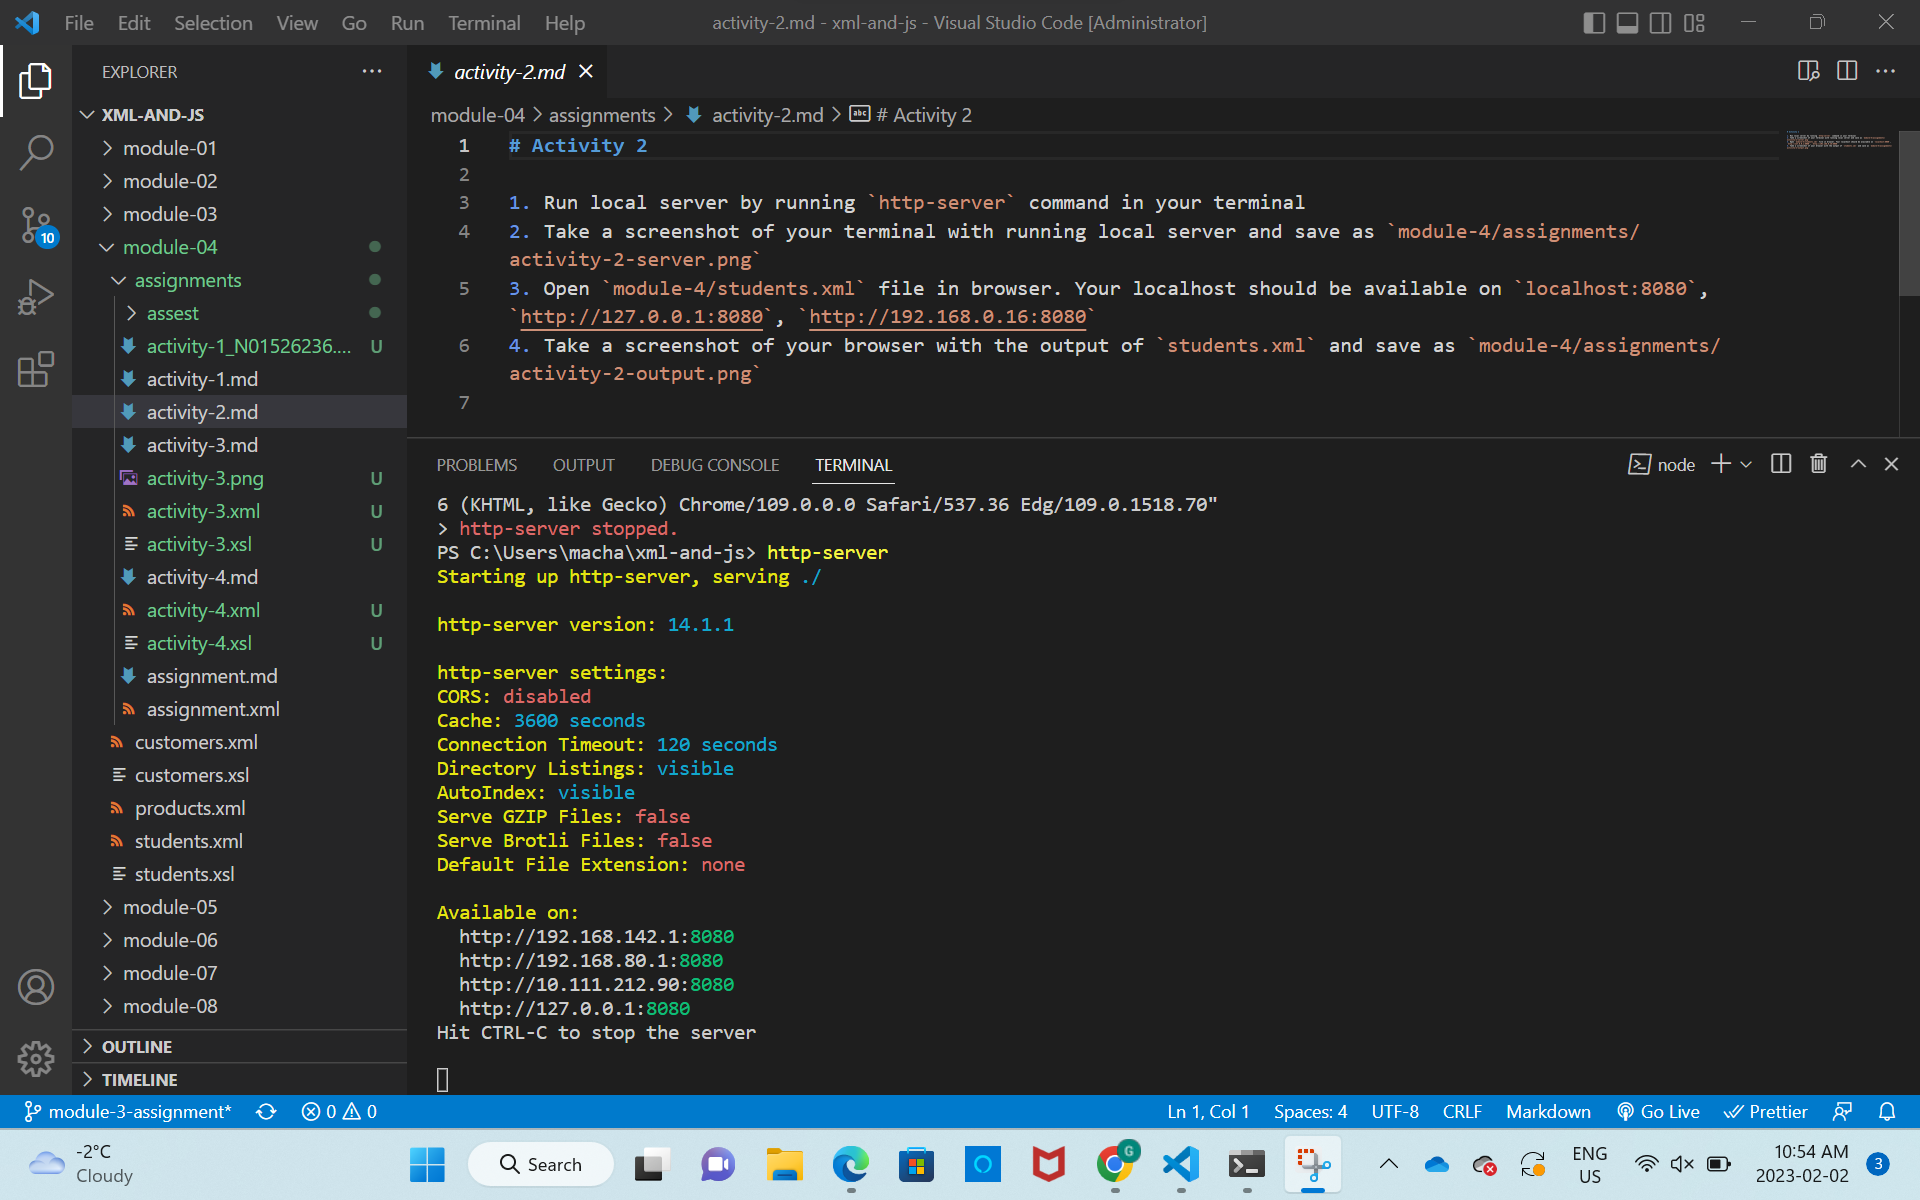 File Edit Selection View Go Run Terminal Help
activity-2.md - xml-and-js - Visual Studio Code [Administrator]
EXPLORER
XML-AND-JS
module-01
module-02
module-03
module-04
assignments
assest
activity-1_N01526236.... U
activity-1.md
activity-2.md
activity-3.md
activity-3.png U
activity-3.xml U
activity-3.xsl U
activity-4.md
activity-4.xml U
activity-4.xsl U
assignment.md
assignment.xml
customers.xml
customers.xsl
products.xml
students.xml
students.xsl
module-05
module-06
module-07
module-08
OUTLINE
TIMELINE
10
activity-2.md
module-04 > assignments > activity-2.md > abc # Activity 2
1 # Activity 2
2
3 1. Run local server by running `http-server` command in your terminal
4 2. Take a screenshot of your terminal with running local server and save as `module-4/assignments/
activity-2-server.png`
5 3. Open `module-4/students.xml` file in browser. Your localhost should be available on `localhost:8080`,
`http://127.0.0.1:8080`, `http://192.168.0.16:8080`
6 4. Take a screenshot of your browser with the output of `students.xml` and save as `module-4/assignments/
activity-2-output.png`
7
PROBLEMS OUTPUT DEBUG CONSOLE TERMINAL
node
6 (KHTML, like Gecko) Chrome/109.0.0.0 Safari/537.36 Edg/109.0.1518.70"
> http-server stopped.
PS C:\Users\macha\xml-and-js> http-server
Starting up http-server, serving ./
http-server version: 14.1.1
http-server settings:
CORS: disabled
Cache: 3600 seconds
Connection Timeout: 120 seconds
Directory Listings: visible
AutoIndex: visible
Serve GZIP Files: false
Serve Brotli Files: false
Default File Extension: none
Available on:
http://192.168.142.1:8080
http://192.168.80.1:8080
http://10.111.212.90:8080
http://127.0.0.1:8080
Hit CTRL-C to stop the server
module-3-assignment* 0 0
Ln 1, Col 1 Spaces: 4 UTF-8 CRLF Markdown Go Live Prettier
-2°C
Cloudy
Search
G
ENG
US
10:54 AM
2023-02-02
3